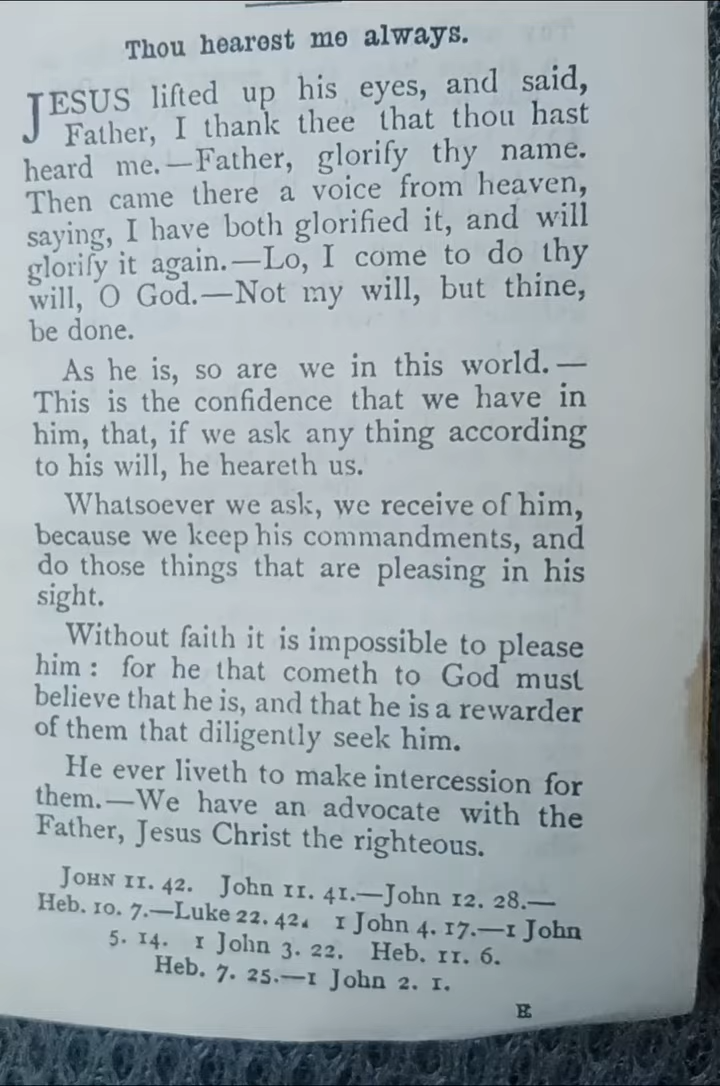 Thou hearest me always.
JESUS lifted up his eyes, and said,
Father, I thank thee that thou hast
heard me.—Father, glorify thy name.
Then came there a voice from heaven,
saying, I have both glorified it, and will
glorify it again.—Lo, I come to do thy
will, O God.—Not my will, but thine,
be done.
As he is, so are we in this world.—
This is the confidence that we have in
him, that, if we ask any thing according
to his will, he heareth us.
Whatsoever we ask, we receive of him,
because we keep his commandments, and
do those things that are pleasing in his
sight.
Without faith it is impossible to please
him: for he that cometh to God must
believe that he is, and that he is a rewarder
of them that diligently seek him.
He ever liveth to make intercession for
them.—We have an advocate with the
Father, Jesus Christ the righteous.
JOHN 11. 42. John 11. 41.—John 12. 28.—
Heb. 10. 7.—Luke 22. 42. 1 John 4. 17.—1 John
5. 14. 1 John 3. 22. Heb. 11. 6.
Heb. 7. 25.—1 John 2. 1.
E